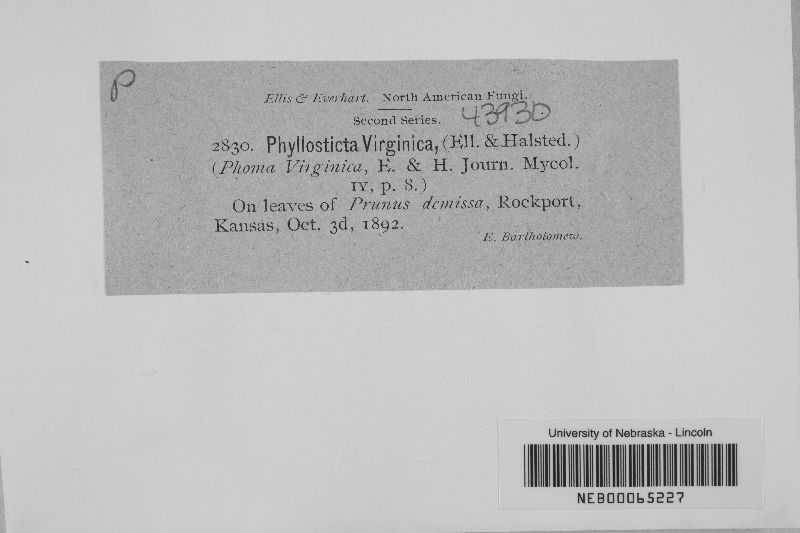 P
Ellis & Everhart. North American Fungi.
43930
Second Series.
2830. Phyllosticta Virginica, (Ell. & Halsted.)
(Phoma Virginica, E. & H. Journ. Mycol.
IV, p. 8.)
On leaves of Prunus demissa, Rockport,
Kansas, Oct. 3d, 1892.
E. Bartholomew.
University of Nebraska - Lincoln
NEB00065227